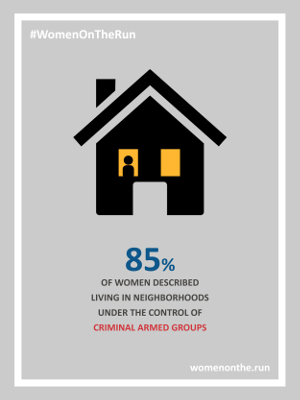 #WomenOnTheRun
85%
OF WOMEN DESCRIBED
LIVING IN NEIGHBORHOODS
UNDER THE CONTROL OF
CRIMINAL ARMED GROUPS
womenonthe.run